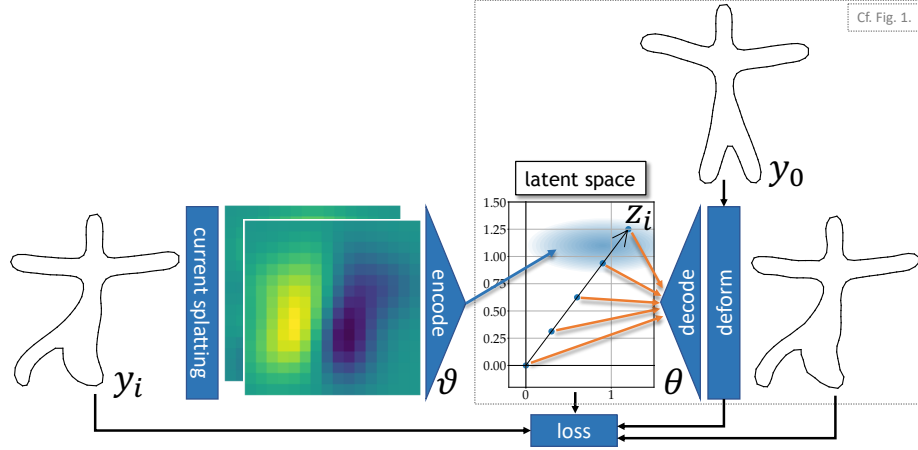 Cf. Fig. 1.
y₀
latent space
1.50
1.25
1.00
0.75
0.50
0.25
0.00
0
1
zᵢ
current splatting
encode
decode
deform
yᵢ
ϑ
θ
loss